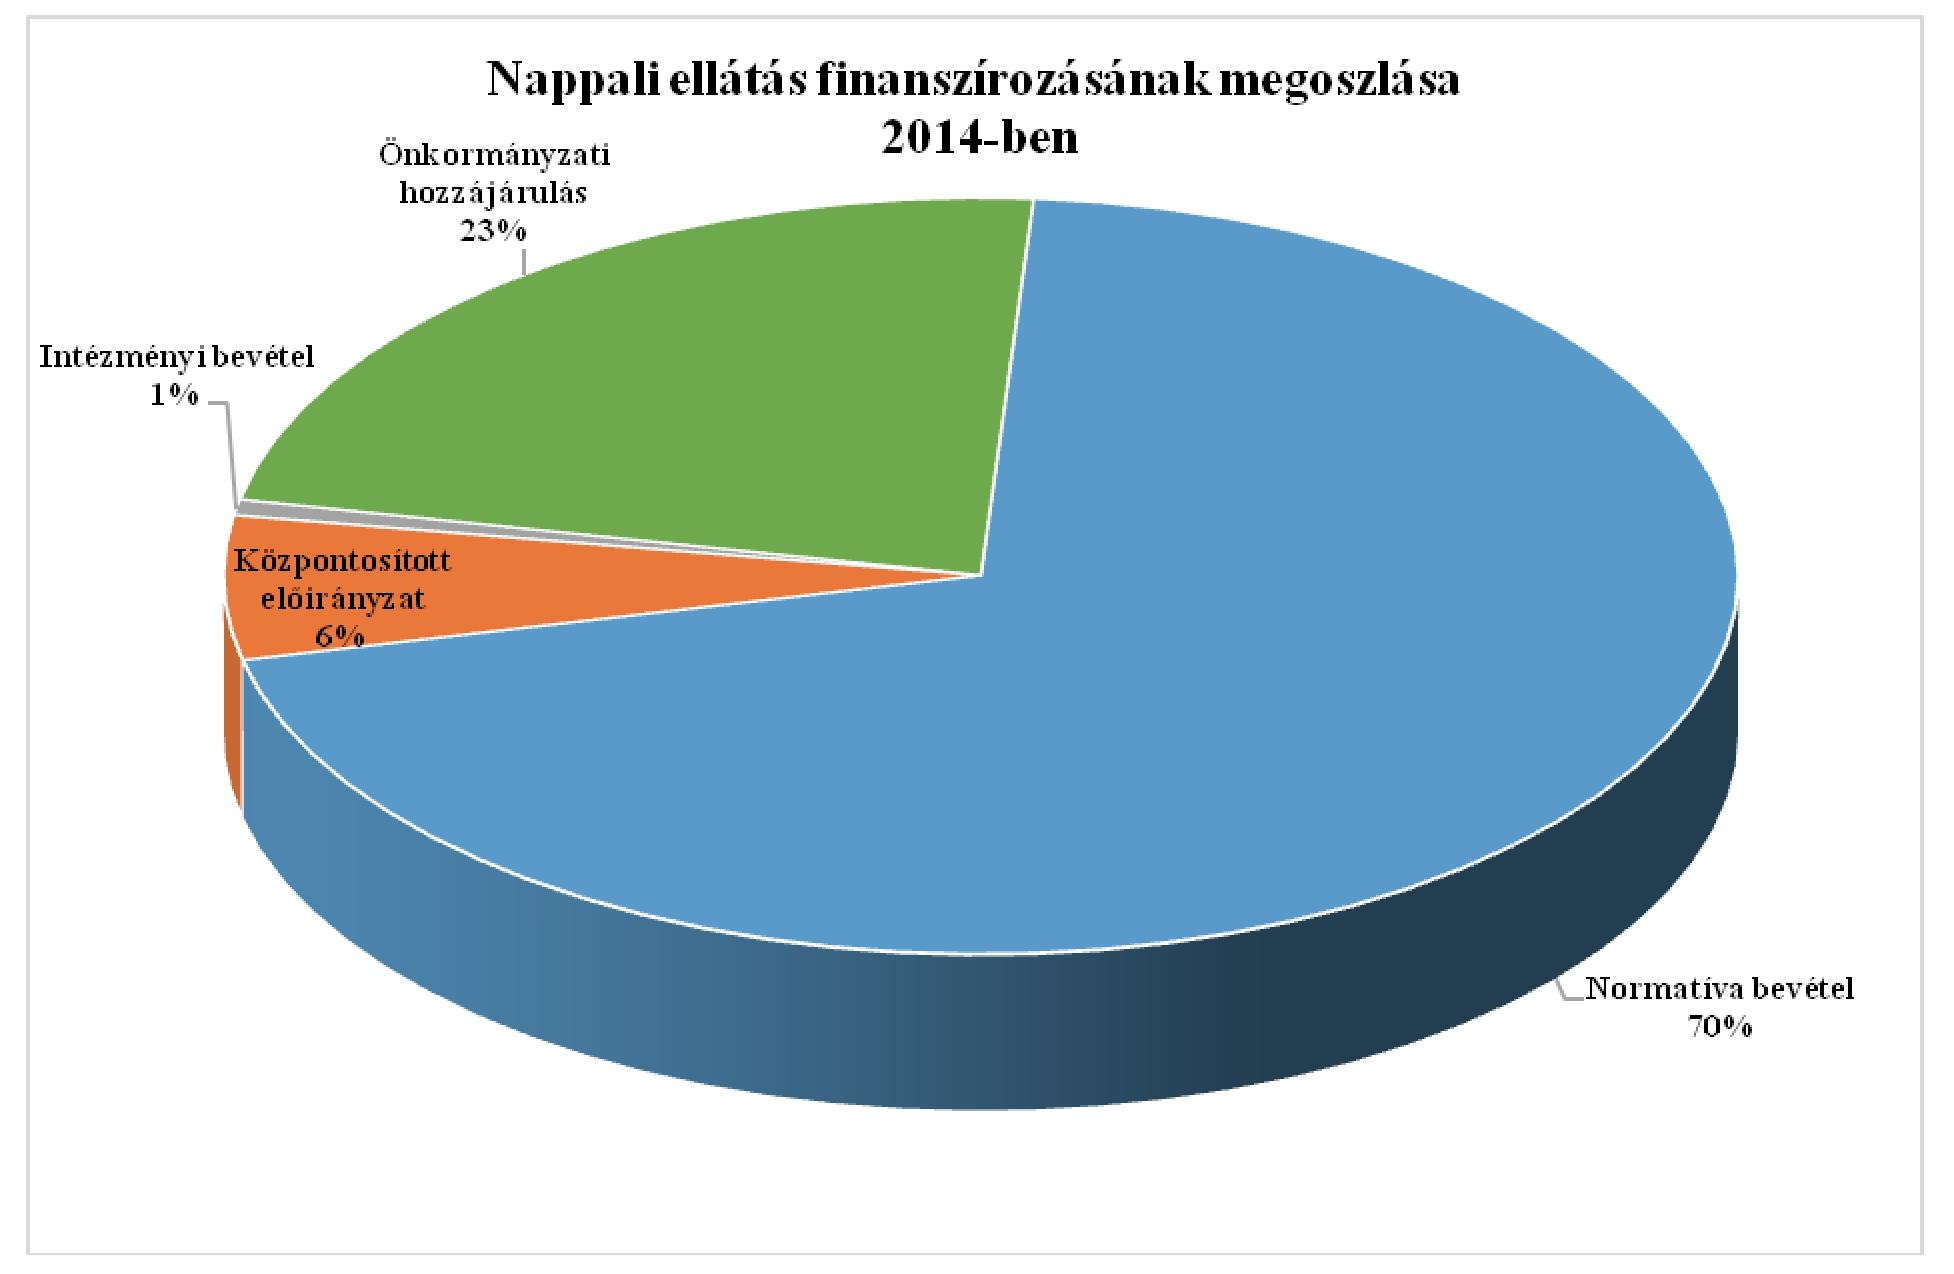 Nappali ellátás finanszírozásának megoszlása
2014-ben
Önkormányzati
hozzájárulás
23%
Intézményi bevétel
1%
Központosított
előirányzat
6%
Normatíva bevétel
70%